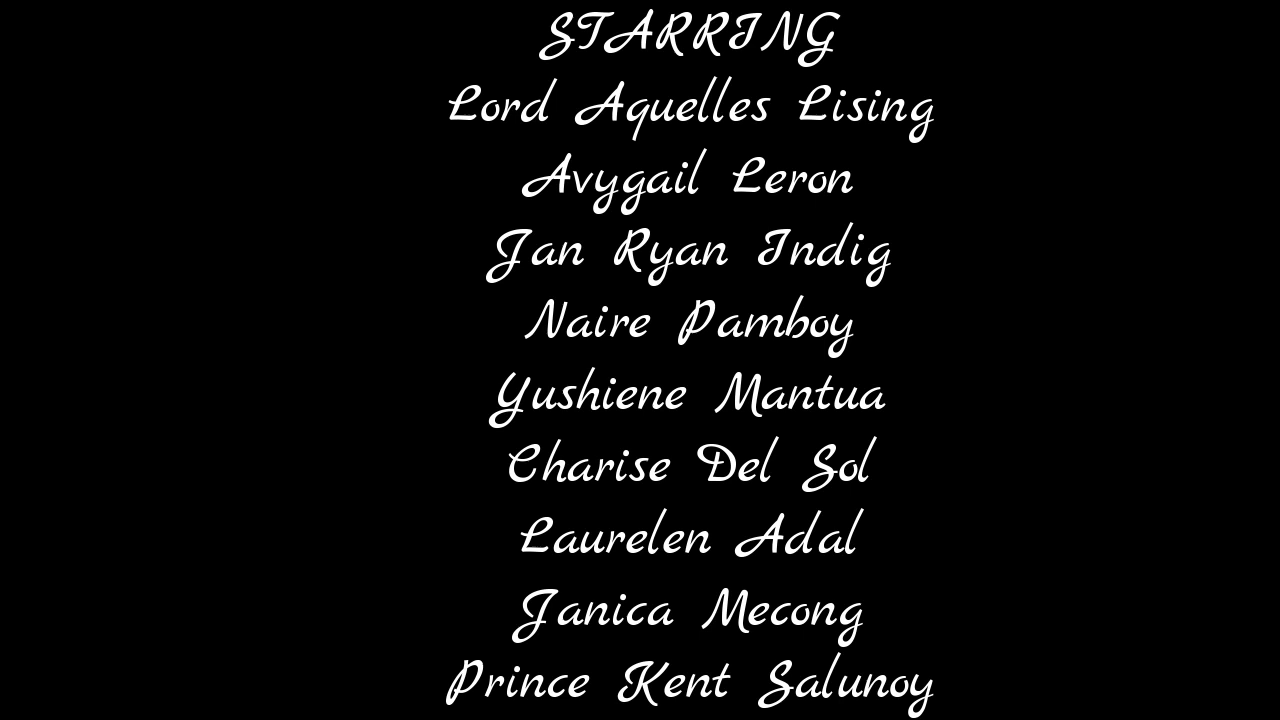 STARRING
Lord Aquelles Lising
Avygail Leron
Jan Ryan Indig
Naire Pamboy
Yushiene Mantua
Charise Del Sol
Laurelen Adal
Janica Mecong
Prince Kent Salunoy